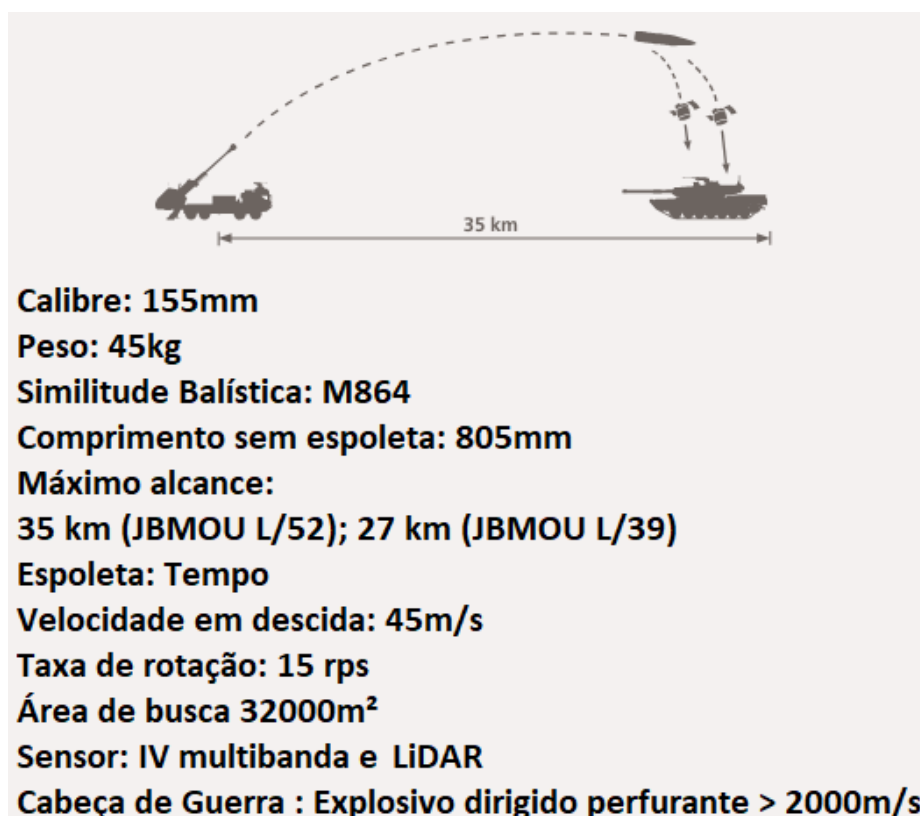 35 km
Calibre: 155mm
Peso: 45kg
Similitude Balística: M864
Comprimento sem espoleta: 805mm
Máximo alcance:
35 km (JBMOU L/52); 27 km (JBMOU L/39)
Espoleta: Tempo
Velocidade em descida: 45m/s
Taxa de rotação: 15 rps
Área de busca 32000m²
Sensor: IV multibanda e LiDAR
Cabeça de Guerra : Explosivo dirigido perfurante > 2000m/s